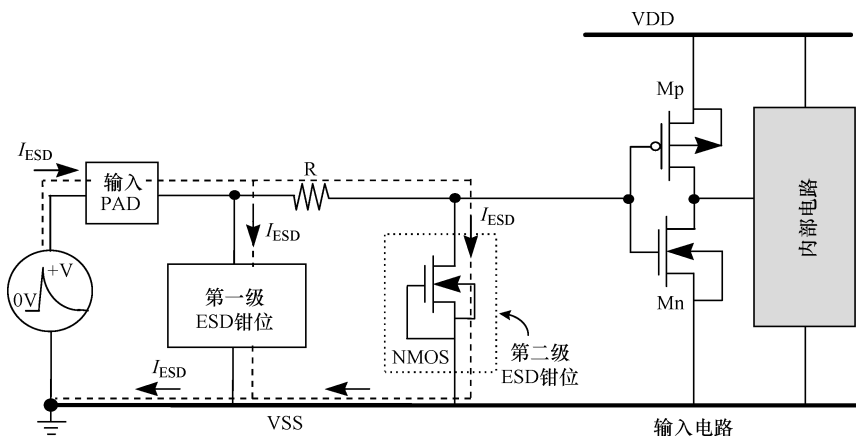 VDD
Mp
I_ESD
输入
PAD
R
I_ESD
I_ESD
+V
0V
第一级
ESD钳位
Mn
内部电路
NMOS
第二级
ESD钳位
I_ESD
VSS
输入电路